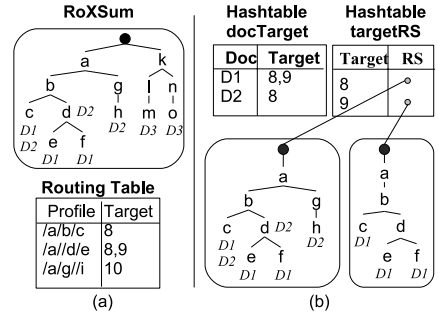 RoXSum
a k
b g l n
c d D2 h m o
D1 D2 D3 D3
D2 e f
D1 D1
Routing Table
Profile Target
/a/b/c 8
/a//d/e 8,9
/a/g//i 10
(a)
Hashtable
docTarget
Doc Target
D1 8,9
D2 8
Hashtable
targetRS
Target RS
8
9
a
b g
c d D2 h
D1 D2
D2 e f
D1 D1
a
b
c d
D1 e f
D1 D1
(b)